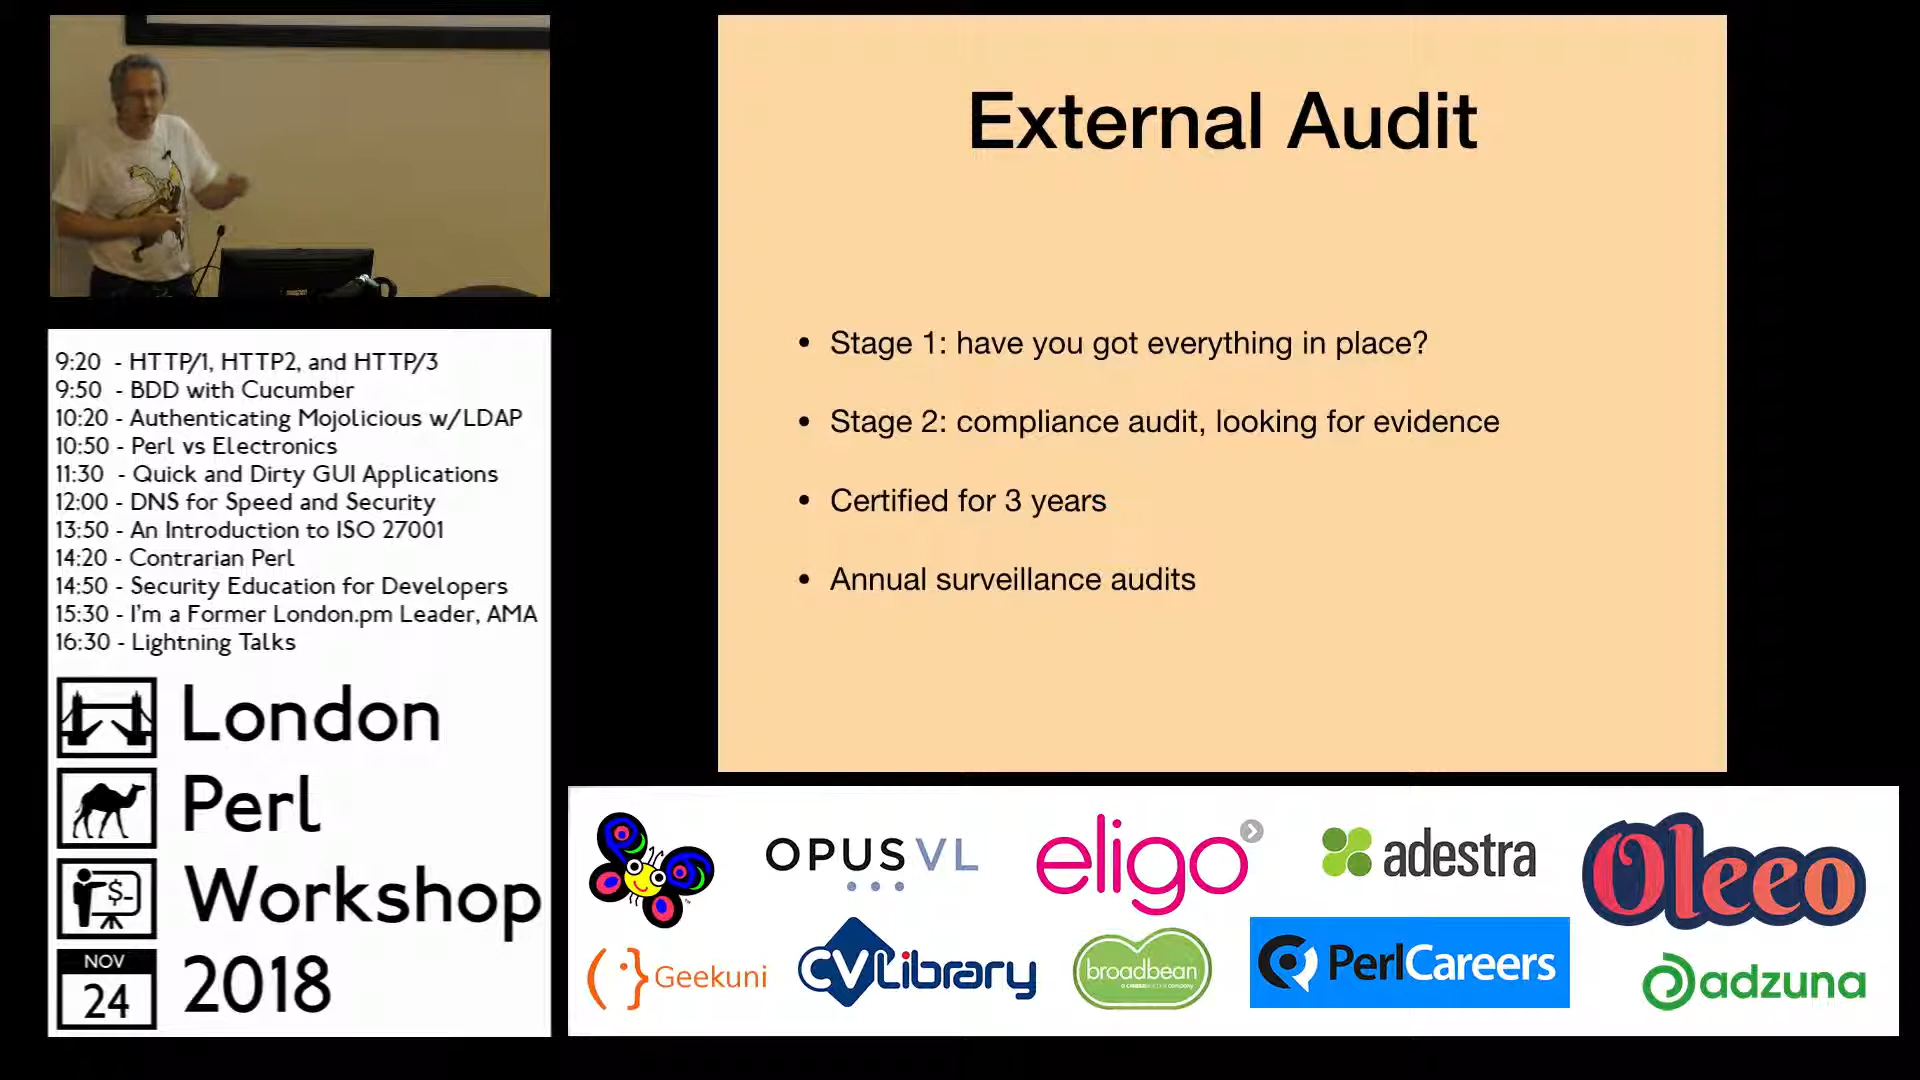 External Audit
• Stage 1: have you got everything in place?
• Stage 2: compliance audit, looking for evidence
• Certified for 3 years
• Annual surveillance audits
9:20 - HTTP/1, HTTP2, and HTTP/3
9:50 - BDD with Cucumber
10:20 - Authenticating Mojolicious w/LDAP
10:50 - Perl vs Electronics
11:30 - Quick and Dirty GUI Applications
12:00 - DNS for Speed and Security
13:50 - An Introduction to ISO 27001
14:20 - Contrarian Perl
14:50 - Security Education for Developers
15:30 - I'm a Former London.pm Leader, AMA
16:30 - Lightning Talks
London
Perl
$-
Workshop
NOV
24
2018
OPUS VL
eligo
adestra
Oleeo
Geekuni
CVLibrary
broadbean
PerlCareers
adzuna